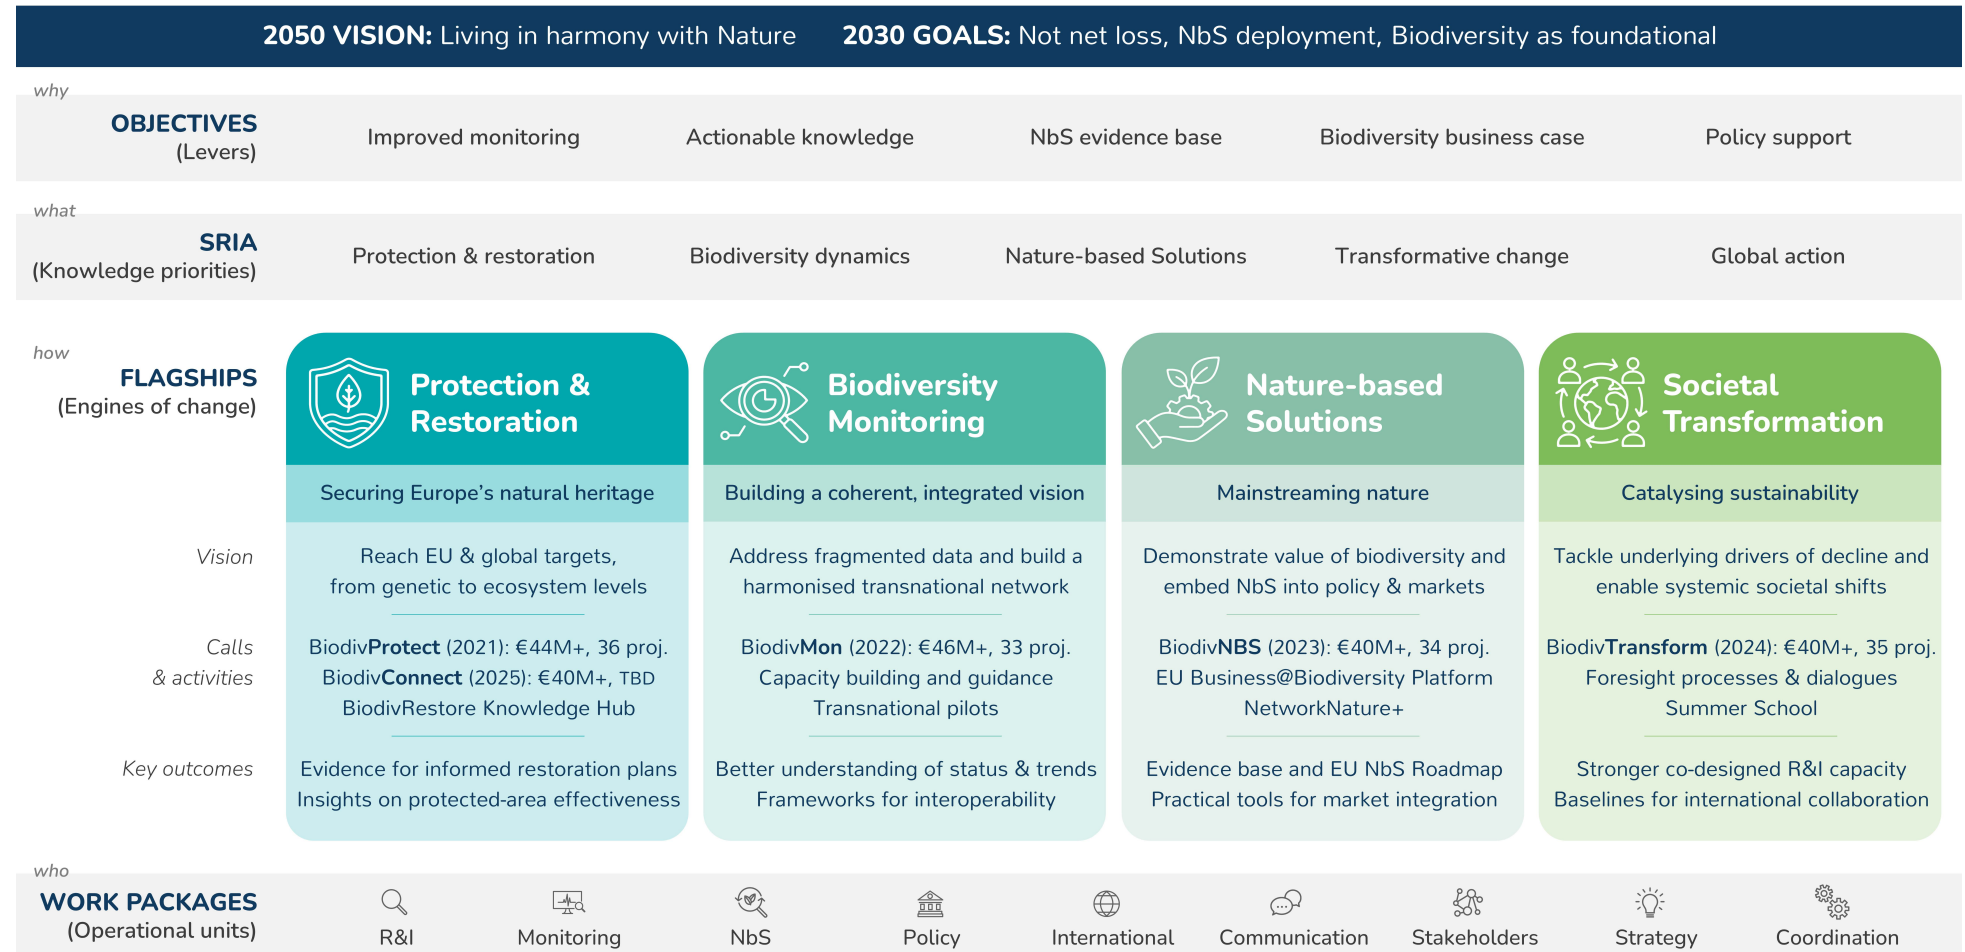 2050 VISION: Living in harmony with Nature 2030 GOALS: Not net loss, NbS deployment, Biodiversity as foundational
why
OBJECTIVES
(Levers)
Improved monitoring
Actionable knowledge
NbS evidence base
Biodiversity business case
Policy support
what
SRIA
(Knowledge priorities)
Protection & restoration
Biodiversity dynamics
Nature-based Solutions
Transformative change
Global action
how
FLAGSHIPS
(Engines of change)
Vision
Calls
& activities
Key outcomes
Protection &
Restoration
Securing Europe's natural heritage
Reach EU & global targets,
from genetic to ecosystem levels
BiodivProtect (2021): €44M+, 36 proj.
BiodivConnect (2025): €40M+, TBD
BiodivRestore Knowledge Hub
Evidence for informed restoration plans
Insights on protected-area effectiveness
Biodiversity
Monitoring
Building a coherent, integrated vision
Address fragmented data and build a
harmonised transnational network
BiodivMon (2022): €46M+, 33 proj.
Capacity building and guidance
Transnational pilots
Better understanding of status & trends
Frameworks for interoperability
Nature-based
Solutions
Mainstreaming nature
Demonstrate value of biodiversity and
embed NbS into policy & markets
BiodivNBS (2023): €40M+, 34 proj.
EU Business@Biodiversity Platform
NetworkNature+
Evidence base and EU NbS Roadmap
Practical tools for market integration
Societal
Transformation
Catalysing sustainability
Tackle underlying drivers of decline and
enable systemic societal shifts
BiodivTransform (2024): €40M+, 35 proj.
Foresight processes & dialogues
Summer School
Stronger co-designed R&I capacity
Baselines for international collaboration
who
WORK PACKAGES
(Operational units)
R&I
Monitoring
NbS
Policy
International
Communication
Stakeholders
Strategy
Coordination